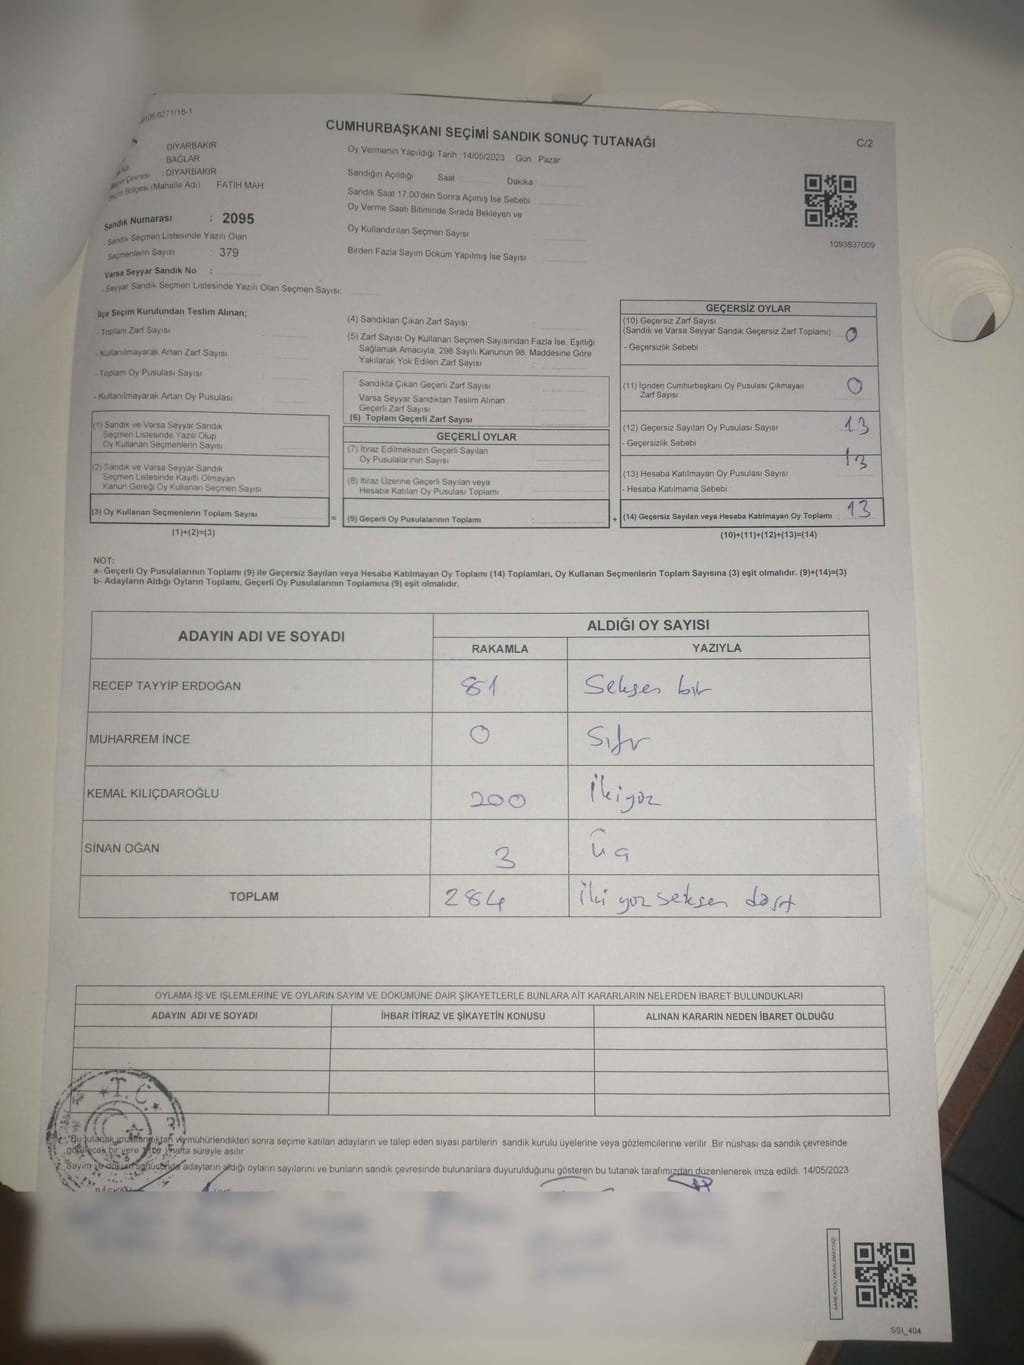 CUMHURBAŞKANI SEÇİMİ SANDIK SONUÇ TUTANAĞI
C/2
DİYARBAKIR
BAĞLAR
: DİYARBAKIR
(Mahalle Adı) FATİH MAH
Sandık Numarası : 2095
Sandık Seçmen Listesinde Yazılı Olan
Seçmenlerin Sayısı : 379
Varsa Seyyar Sandık No :
- Seyyar Sandık Seçmen Listesinde Yazılı Olan Seçmen Sayısı:
Oy Vermenin Yapıldığı Tarih 14/05/2023 Gün Pazar
Sandığın Açıldığı Saat Dakika
Sandık Saat 17.00'den Sonra Açımış İse Sebebi
Oy Verme Saati Bitiminde Sırada Bekleyen ve
Oy Kullandırılan Seçmen Sayısı
Birden Fazla Sayım Döküm Yapılmış İse Sayısı :
1093837009
İlçe Seçim Kurulundan Teslim Alınan;
- Toplam Zarf Sayısı
- Kullanılmayarak Artan Zarf Sayısı
- Toplam Oy Pusulası Sayısı
- Kullanılmayarak Artan Oy Pusulası
(1) Sandık ve Varsa Seyyar Sandık
Seçmen Listesinde Yazılı Olup
Oy Kullanan Seçmenlerin Sayısı
(2) Sandık ve Varsa Seyyar Sandık
Seçmen Listesinde Kayıtlı Olmayan
Kanun Gereği Oy Kullanan Seçmen Sayısı
(3) Oy Kullanan Seçmenlerin Toplam Sayısı
(1)+(2)=(3)
=
(4) Sandıktan Çıkan Zarf Sayısı :
(5) Zarf Sayısı Oy Kullanan Seçmen Sayısından Fazla İse, Eşitliği
Sağlamak Amacıyla, 298 Sayılı Kanunun 98. Maddesine Göre
Yakılarak Yok Edilen Zarf Sayısı :
Sandıkta Çıkan Geçerli Zarf Sayısı
Varsa Seyyar Sandıktan Teslim Alınan
Geçerli Zarf Sayısı
(6) Toplam Geçerli Zarf Sayısı
GEÇERLİ OYLAR
(7) İtiraz Edilmeksizin Geçerli Sayılan
Oy Pusulalarının Sayısı
(8) İtiraz Üzerine Geçerli Sayılan veya
Hesaba Katılan Oy Pusulası Toplamı
(9) Geçerli Oy Pusulalarının Toplamı :
+
GEÇERSİZ OYLAR
(10) Geçersiz Zarf Sayısı
(Sandık ve Varsa Seyyar Sandık Geçersiz Zarf Toplamı) : 0
- Geçersizlik Sebebi :
(11) İçinden Cumhurbaşkanı Oy Pusulası Çıkmayan
Zarf Sayısı 0
(12) Geçersiz Sayılan Oy Pusulası Sayısı 13
- Geçersizlik Sebebi
13
(13) Hesaba Katılmayan Oy Pusulası Sayısı
- Hesaba Katılmama Sebebi
(14) Geçersiz Sayılan veya Hesaba Katılmayan Oy Toplamı : 13
(10)+(11)+(12)+(13)=(14)
NOT:
a- Geçerli Oy Pusulalarının Toplamı (9) ile Geçersiz Sayılan veya Hesaba Katılmayan Oy Toplamı (14) Toplamları, Oy Kullanan Seçmenlerin Toplam Sayısına (3) eşit olmalıdır. (9)+(14)=(3)
b- Adayların Aldığı Oyların Toplamı, Geçerli Oy Pusulalarının Toplamına (9) eşit olmalıdır.
ADAYIN ADI VE SOYADI
ALDIĞI OY SAYISI
RAKAMLA YAZIYLA
RECEP TAYYİP ERDOĞAN 81 Seksen bir
MUHARREM İNCE 0 Sıfır
KEMAL KILIÇDAROĞLU 200 İkiyüz
SİNAN OĞAN 3 Üç
TOPLAM 284 İki yüz seksen dört
OYLAMA İŞ VE İŞLEMLERİNE VE OYLARIN SAYIM VE DÖKÜMÜNE DAİR ŞİKAYETLERLE BUNLARA AİT KARARLARIN NELERDEN İBARET BULUNDUKLARI
ADAYIN ADI VE SOYADI İHBAR İTİRAZ VE ŞİKAYETİN KONUSU ALINAN KARARIN NEDEN İBARET OLDUĞU
T.C.
"Bu tutanak mühürlendikten sonra seçime katılan adayların ve talep eden siyasi partilerin sandık kurulu üyelerine veya gözlemcilerine verilir. Bir nüshası da sandık çevresinde
bir yere bir hafta süreyle asılır
Sayım ve döküm sonucunda adayların aldığı oyların sayılarını ve bunların sandık çevresinde bulunanlara duyurulduğunu gösteren bu tutanak tarafımızdan düzenlenerek imza edildi. 14/05/2023
SSI_404